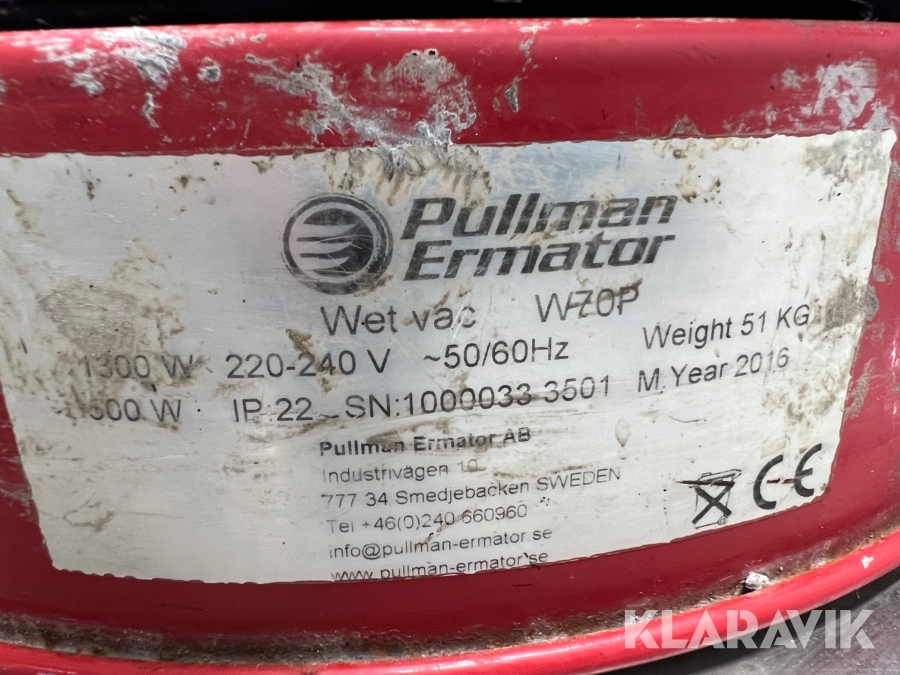 Pullman
Ermator
Wet vac W70P
1300 W 220-240 V ~50/60Hz Weight 51 KG
500 W IP 22 SN:1000033 3501 M.Year 2016
Pullman Ermator AB
Industrivägen 10
777 34 Smedjebacken SWEDEN
Tel +46(0)240 660960
info@pullman-ermator.se
www.pullman-ermator.se
CE
KLARAVIK